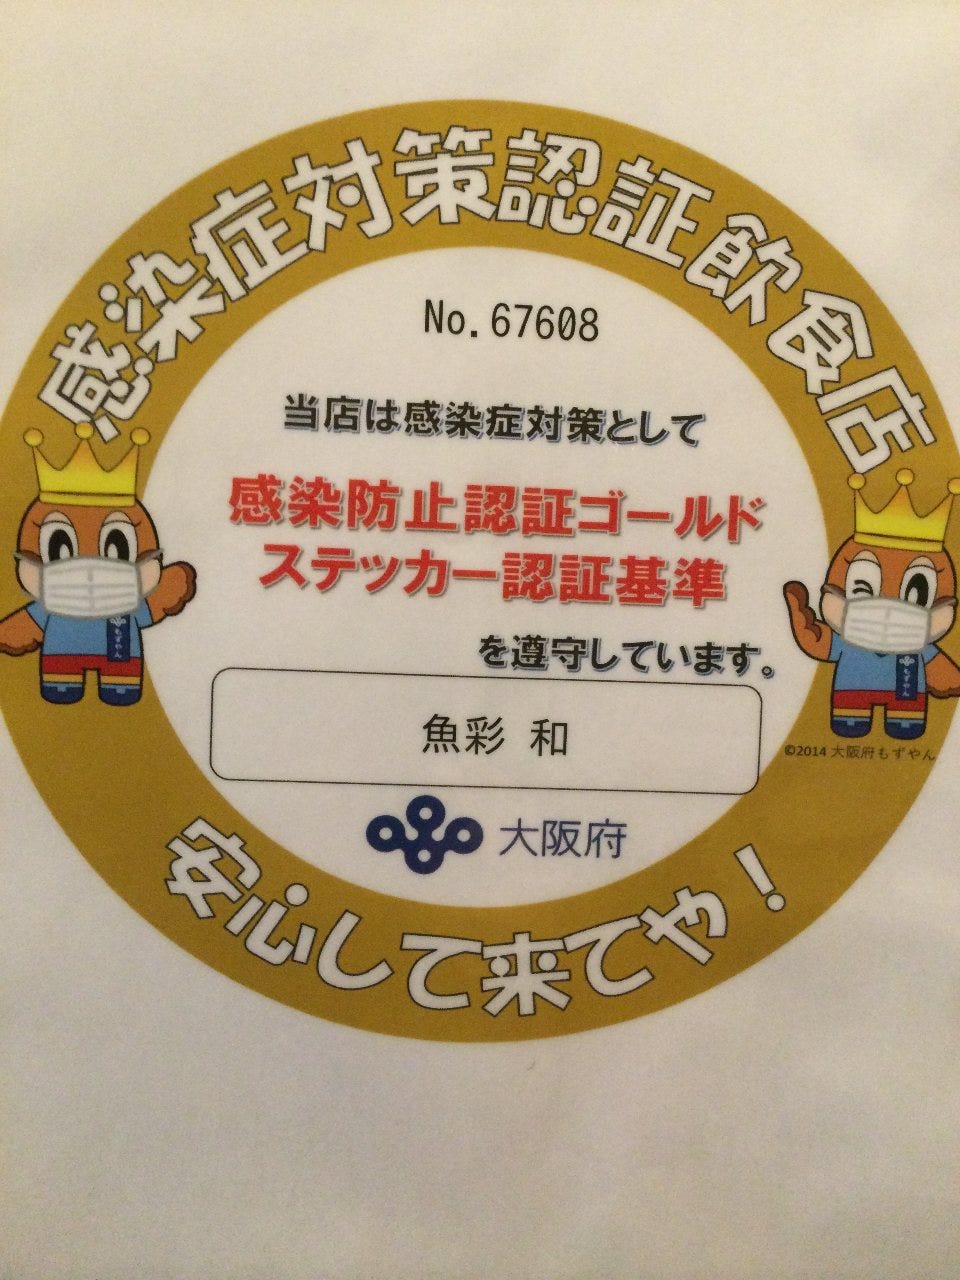 感染症対策認証飲食店
No. 67608
当店は感染症対策として
感染防止認証ゴールド
ステッカー認証基準
を遵守しています。
もずやん
もずやん
©2014 大阪府もずやん
魚彩 和
大阪府
安心して来てや！